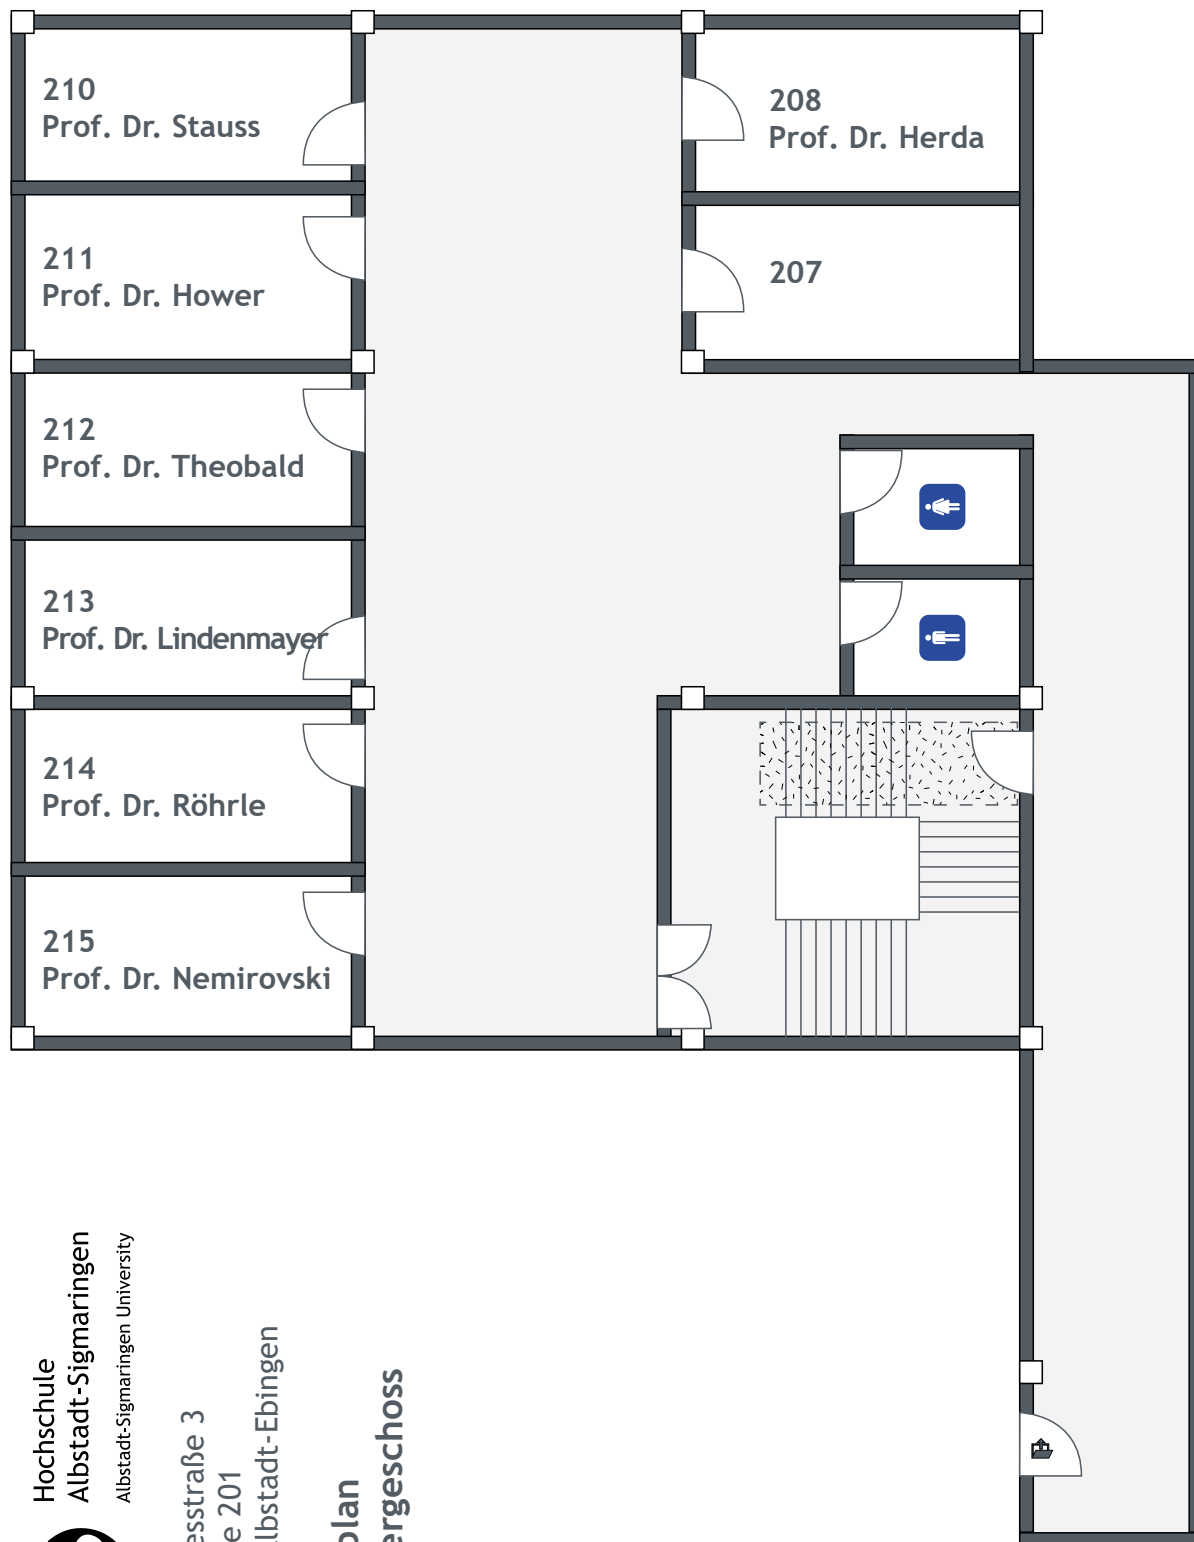 210
Prof. Dr. Stauss
208
Prof. Dr. Herda
211
Prof. Dr. Hower
207
212
Prof. Dr. Theobald
213
Prof. Dr. Lindenmayer
214
Prof. Dr. Röhrle
215
Prof. Dr. Nemirovski
Hochschule
Albstadt-Sigmaringen
Albstadt-Sigmaringen University
esstraße 3
e 201
lbstadt-Ebingen
plan
ergeschoss